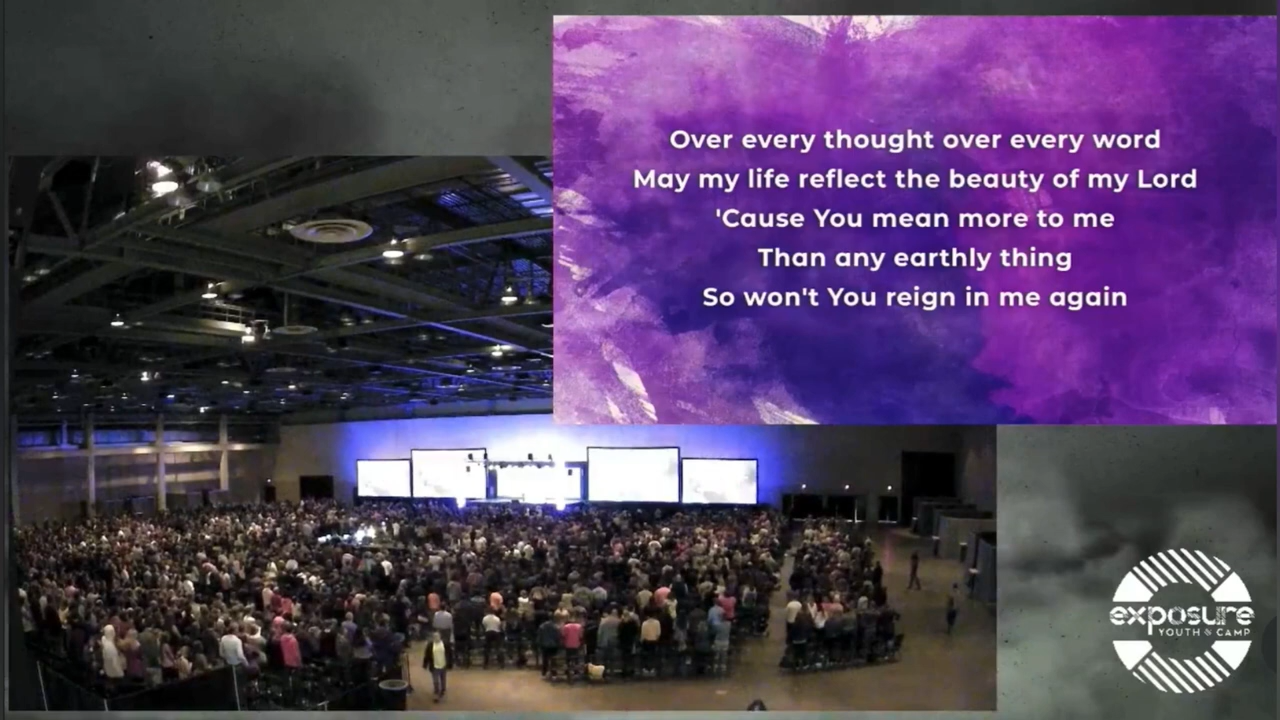 Over every thought over every word
May my life reflect the beauty of my Lord
'Cause You mean more to me
Than any earthly thing
So won't You reign in me again
exposure
YOUTH CAMP